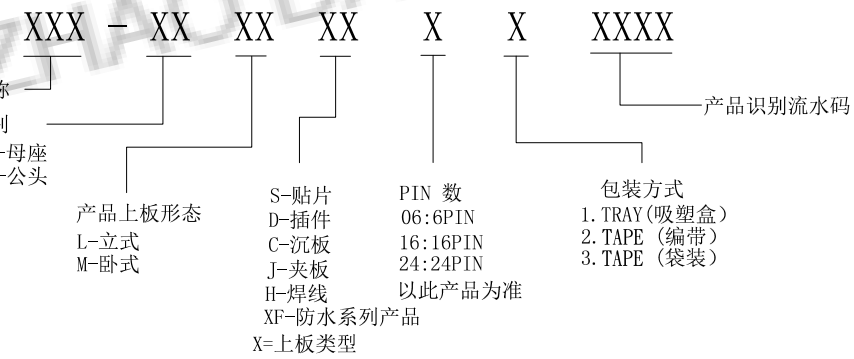 XXX - XX XX XX X X XXXX
称
产品识别流水码
别
-母座
-公头
产品上板形态
L-立式
M-卧式
S-贴片
D-插件
C-沉板
J-夹板
H-焊线
XF-防水系列产品
X=上板类型
PIN 数
06:6PIN
16:16PIN
24:24PIN
以此产品为准
包装方式
1.TRAY(吸塑盒)
2.TAPE (编带)
3.TAPE (袋装)